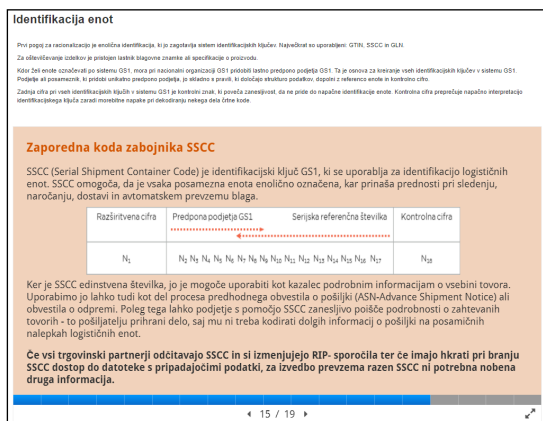 Identifikacija enot
Prvi pogoj za racionalizacijo je enolična identifikacija, ki jo zagotavlja sistem identifikacijskih ključev. Največkrat so uporabljeni: GTIN, SSCC in GLN.
Za oštevilčevanje izdelkov je pristojen lastnik blagovne znamke ali specifikacije o proizvodu.
Kdor želi enote označevati po sistemu GS1, mora pri nacionalni organizaciji GS1 pridobiti lastno predpono podjetja GS1. Ta je osnova za kreiranje vseh identifikacijskih ključev v sistemu GS1.
Podjetje ali posameznik, ki pridobi unikatno predpono podjetja, jo skladno s pravili, ki določajo strukturo podatkov, dopolni z referenco enote in kontrolno cifro.
Zadnja cifra pri vseh identifikacijskih ključih v sistemu GS1 je kontrolni znak, ki poveča zanesljivost, da ne pride do napačne identifikacije enote. Kontrolna cifra preprečuje napačno interpretacijo
identifikacijskega ključa zaradi morebitne napake pri dekodiranju nekega dela črtne kode.
Zaporedna koda zabojnika SSCC
SSCC (Serial Shipment Container Code) je identifikacijski ključ GS1, ki se uporablja za identifikacijo logističnih
enot. SSCC omogoča, da je vsaka posamezna enota enolično označena, kar prinaša prednosti pri sledenju,
naročanju, dostavi in avtomatskem prevzemu blaga.
Razširitvena cifra Predpona podjetja GS1 Serijska referenčna številka Kontrolna cifra
N₁ N₂ N₃ N₄ N₅ N₆ N₇ N₈ N₉ N₁₀ N₁₁ N₁₂ N₁₃ N₁₄ N₁₅ N₁₆ N₁₇ N₁₈
Ker je SSCC edinstvena številka, jo je mogoče uporabiti kot kazalec podrobnim informacijam o vsebini tovora.
Uporabimo jo lahko tudi kot del procesa predhodnega obvestila o pošiljki (ASN-Advance Shipment Notice) ali
obvestila o odpremi. Poleg tega lahko podjetje s pomočjo SSCC zanesljivo poišče podrobnosti o zahtevanih
tovorih - to pošiljatelju prihrani delo, saj mu ni treba kodirati dolgih informacij o pošiljki na posamičnih
nalepkah logističnih enot.
Če vsi trgovinski partnerji odčitavajo SSCC in si izmenjujejo RIP- sporočila ter če imajo hkrati pri branju
SSCC dostop do datoteke s pripadajočimi podatki, za izvedbo prevzema razen SSCC ni potrebna nobena
druga informacija.
15 / 19